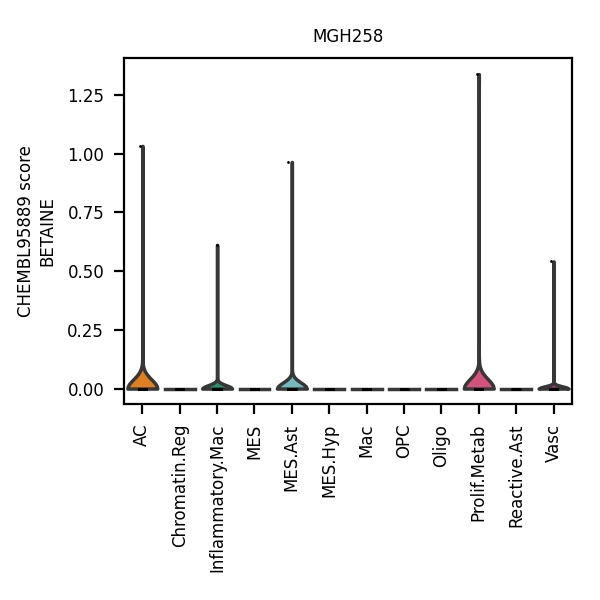 MGH258
CHEMBL95889 score
BETAINE
1.25
1.00
0.75
0.50
0.25
0.00
AC
Chromatin.Reg
Inflammatory.Mac
MES
MES.Ast
MES.Hyp
Mac
OPC
Oligo
Prolif.Metab
Reactive.Ast
Vasc